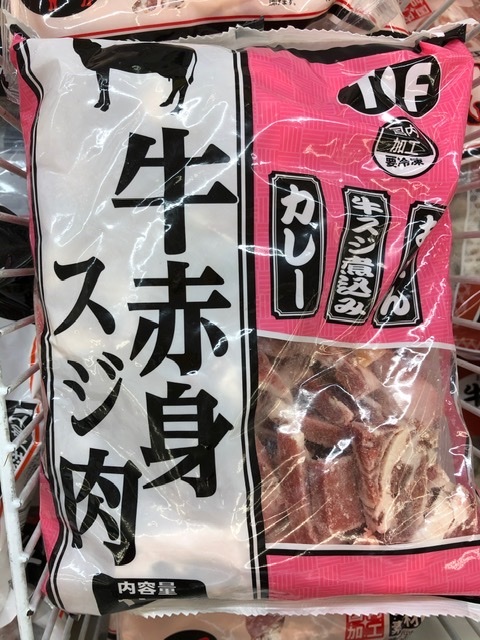 牛赤身
スジ肉
国内
加工
要冷凍
カレー
牛スジ煮込み
内容量